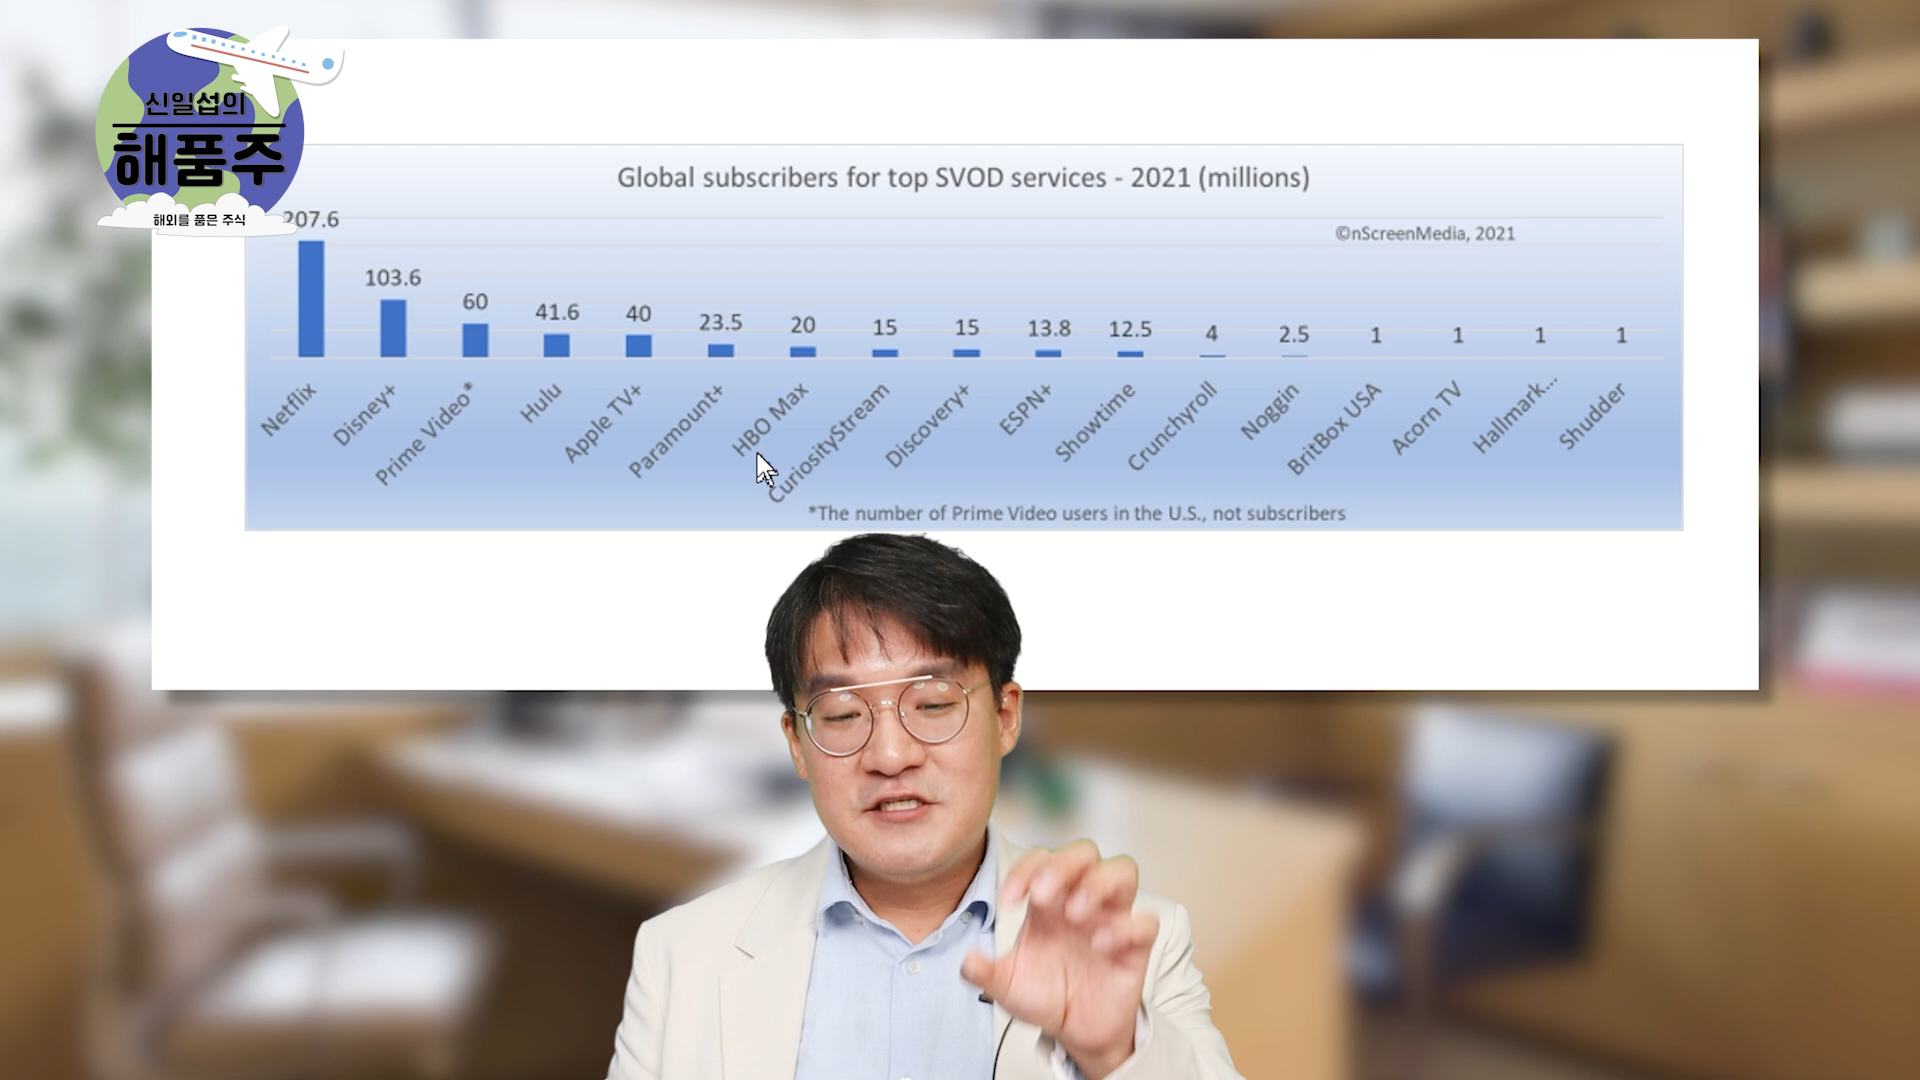 신일섭의
해품주
해외를 품은 주식
Global subscribers for top SVOD services - 2021 (millions)
©nScreenMedia, 2021
207.6
103.6
60
41.6
40
23.5
20
15
15
13.8
12.5
4
2.5
1
1
1
1
Netflix
Disney+
Prime Video*
Hulu
Apple TV+
Paramount+
HBO Max
CuriosityStream
Discovery+
ESPN+
Showtime
Crunchyroll
Noggin
BritBox USA
Acorn TV
Hallmark...
Shudder
*The number of Prime Video users in the U.S., not subscribers